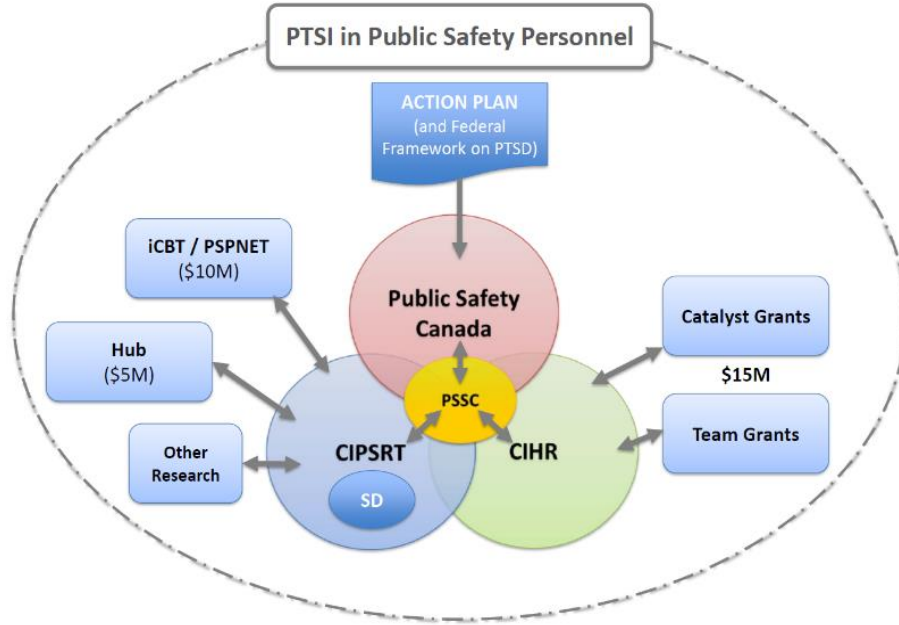 PTSI in Public Safety Personnel
ACTION PLAN
(and Federal
Framework on PTSD)
iCBT / PSPNET
($10M)
Public Safety
Canada
Catalyst Grants
Hub
($5M)
$15M
PSSC
Team Grants
Other
Research
CIPSRT
CIHR
SD